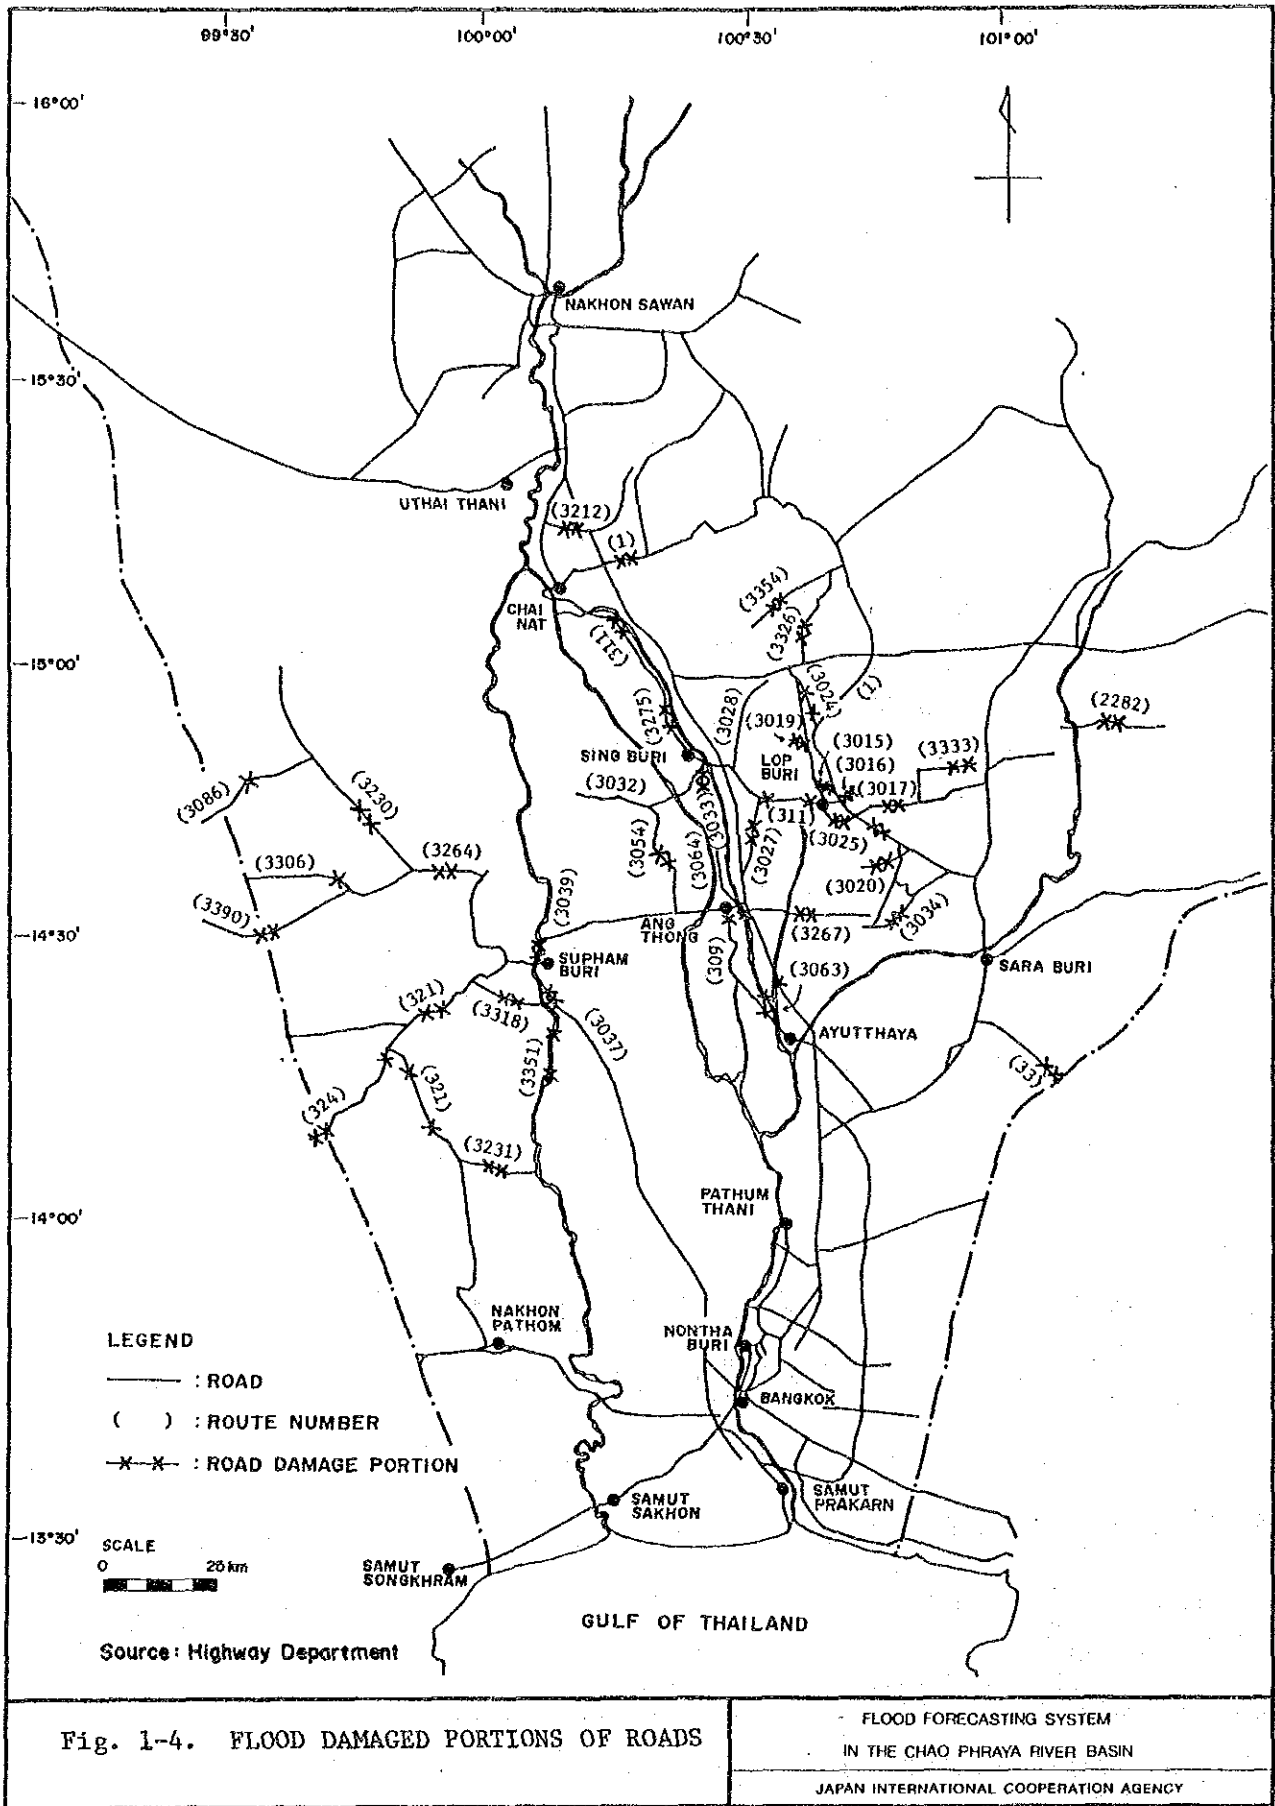 99°30'
100°00'
100°30'
101°00'
16°00'
NAKHON SAWAN
15°30'
UTHAI THANI
(3212)
(1)
(3354)
CHAI
NAT
(3326)
(311)
15°00'
(3024)
(1)
(3275)
(3028)
(2282)
(3019)
(3015)
(3333)
SING BURI
LOP
BURI
(3016)
(3086)
(3032)
(3017)
(3230)
(3033)
(311)
(3025)
(3054)
(3064)
(3027)
(3306)
(3264)
(3020)
(3390)
(3039)
(3034)
ANG
THONG
14°30'
(3267)
SUPHAM
BURI
(309)
(3063)
SARA BURI
(321)
(3318)
(3037)
AYUTTHAYA
(3351)
(33)
(324)
(321)
(3231)
PATHUM
THANI
14°00'
NAKHON
PATHOM
NONTHA
BURI
LEGEND
: ROAD
BANGKOK
( ) : ROUTE NUMBER
-X-X- : ROAD DAMAGE PORTION
SAMUT
SAKHON
SAMUT
PRAKARN
13°30'
SCALE
0 20 km
SAMUT
SONGKHRAM
GULF OF THAILAND
Source : Highway Department
Fig. 1-4. FLOOD DAMAGED PORTIONS OF ROADS
FLOOD FORECASTING SYSTEM
IN THE CHAO PHRAYA RIVER BASIN
JAPAN INTERNATIONAL COOPERATION AGENCY